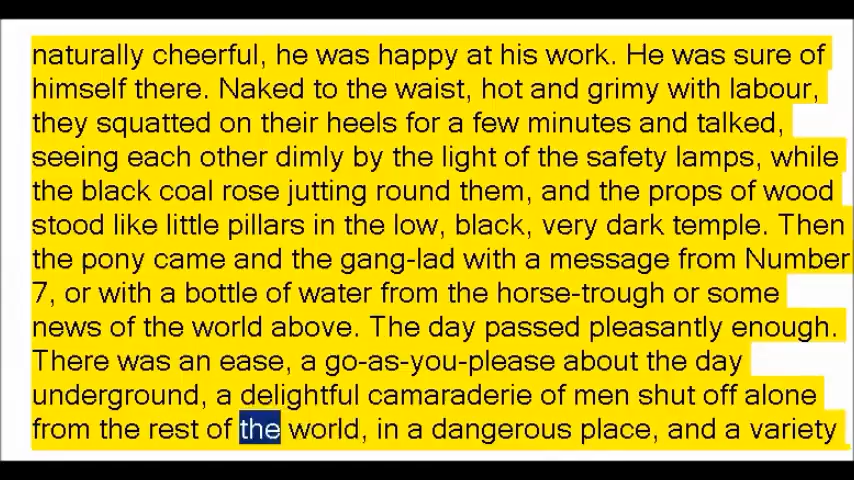 naturally cheerful, he was happy at his work. He was sure of
himself there. Naked to the waist, hot and grimy with labour,
they squatted on their heels for a few minutes and talked,
seeing each other dimly by the light of the safety lamps, while
the black coal rose jutting round them, and the props of wood
stood like little pillars in the low, black, very dark temple. Then
the pony came and the gang-lad with a message from Number
7, or with a bottle of water from the horse-trough or some
news of the world above. The day passed pleasantly enough.
There was an ease, a go-as-you-please about the day
underground, a delightful camaraderie of men shut off alone
from the rest of the world, in a dangerous place, and a variety